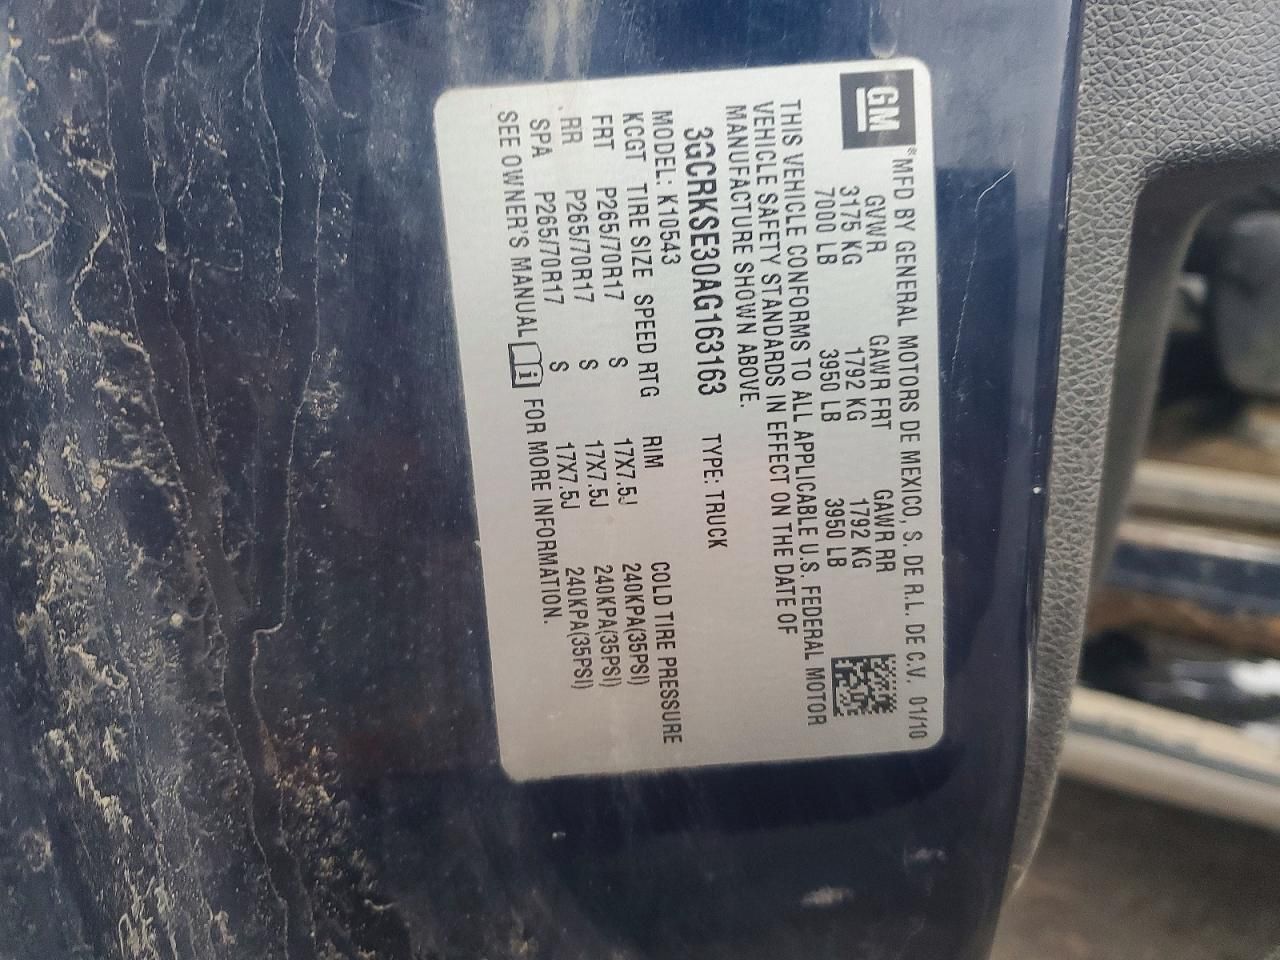 GM
*MFD BY GENERAL MOTORS DE MEXICO, S. DE R.L. DE C.V. 01/10
GVWR GAWR FRT GAWR RR
3175 KG 1792 KG 1792 KG
7000 LB 3950 LB 3950 LB
THIS VEHICLE CONFORMS TO ALL APPLICABLE U.S. FEDERAL MOTOR
VEHICLE SAFETY STANDARDS IN EFFECT ON THE DATE OF
MANUFACTURE SHOWN ABOVE.
3GCRKSE30AG163163 TYPE: TRUCK
MODEL: K10543
KCGT TIRE SIZE SPEED RTG RIM COLD TIRE PRESSURE
FRT P265/70R17 S 17X7.5J 240KPA(35PSI)
RR P265/70R17 S 17X7.5J 240KPA(35PSI)
SPA P265/70R17 S 17X7.5J 240KPA(35PSI)
SEE OWNER'S MANUAL i FOR MORE INFORMATION.